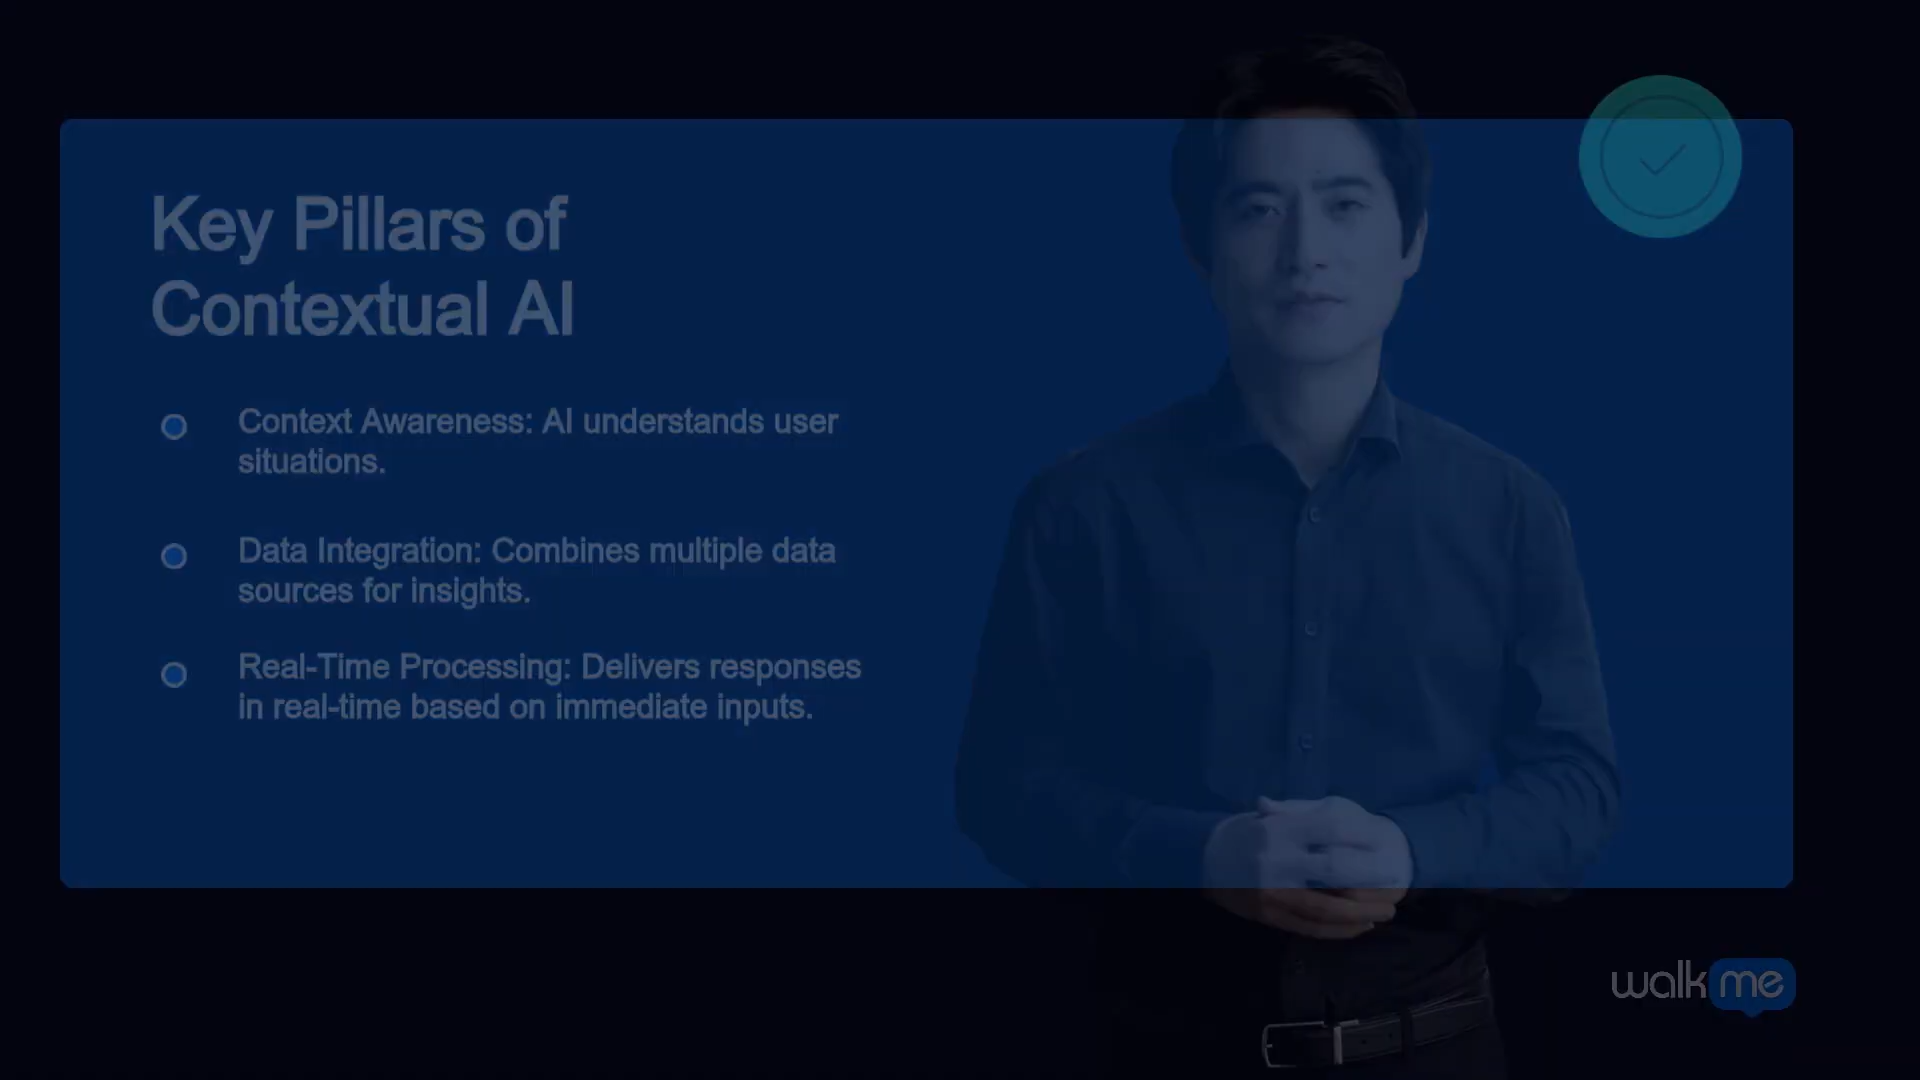 Key Pillars of
Contextual AI
Context Awareness: AI understands user
situations.
Data Integration: Combines multiple data
sources for insights.
Real-Time Processing: Delivers responses
in real-time based on immediate inputs.
walkme